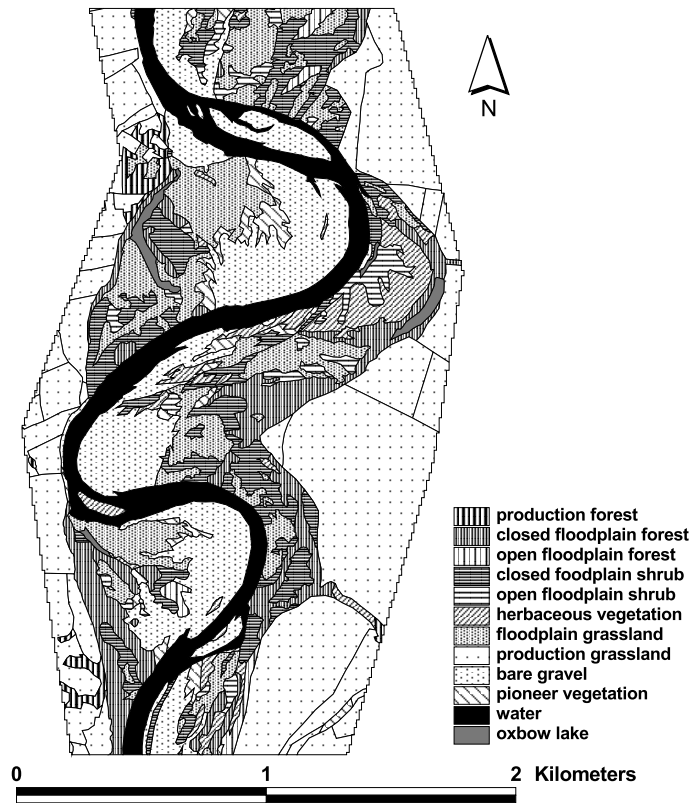 N
production forest
closed floodplain forest
open floodplain forest
closed foodplain shrub
open floodplain shrub
herbaceous vegetation
floodplain grassland
production grassland
bare gravel
pioneer vegetation
water
oxbow lake
0 1 2 Kilometers